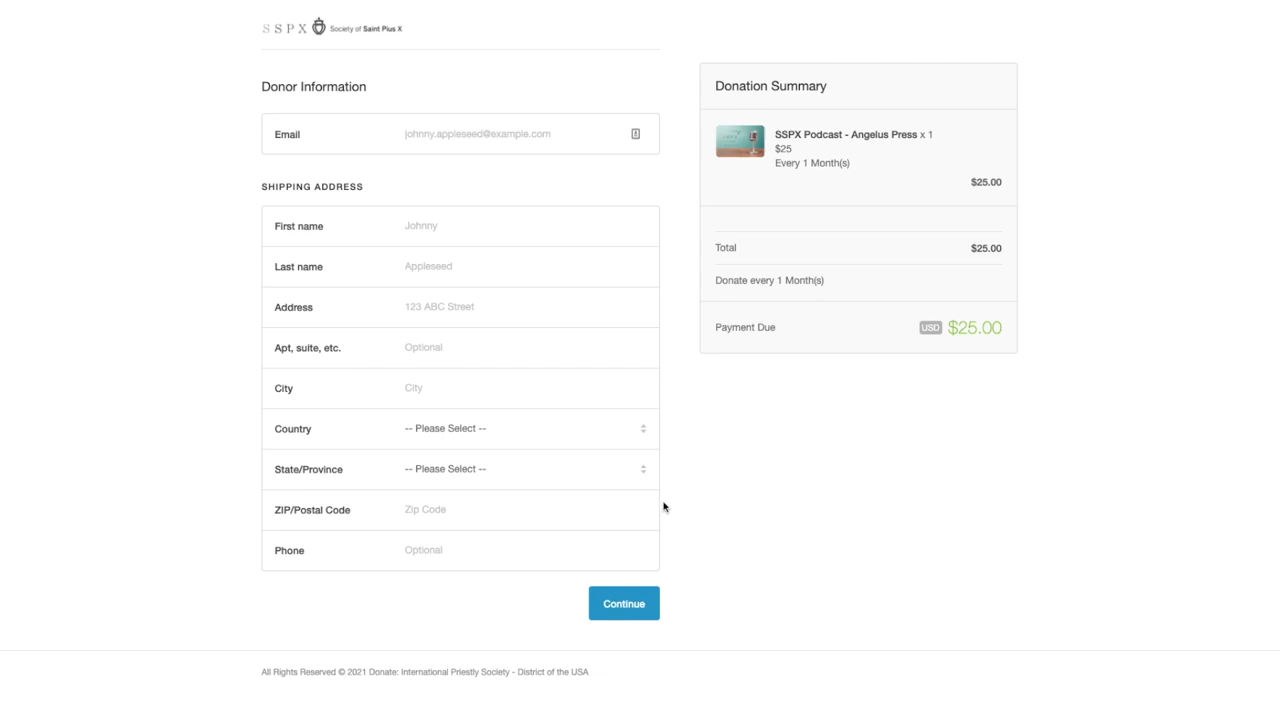 SSPX Society of Saint Pius X
Donor Information
Email johnny.appleseed@example.com
SHIPPING ADDRESS
First name Johnny
Last name Appleseed
Address 123 ABC Street
Apt, suite, etc. Optional
City City
Country -- Please Select --
State/Province -- Please Select --
ZIP/Postal Code Zip Code
Phone Optional
Continue
Donation Summary
SSPX Podcast - Angelus Press x 1
$25
Every 1 Month(s)
$25.00
Total $25.00
Donate every 1 Month(s)
Payment Due USD $25.00
All Rights Reserved © 2021 Donate: International Priestly Society - District of the USA